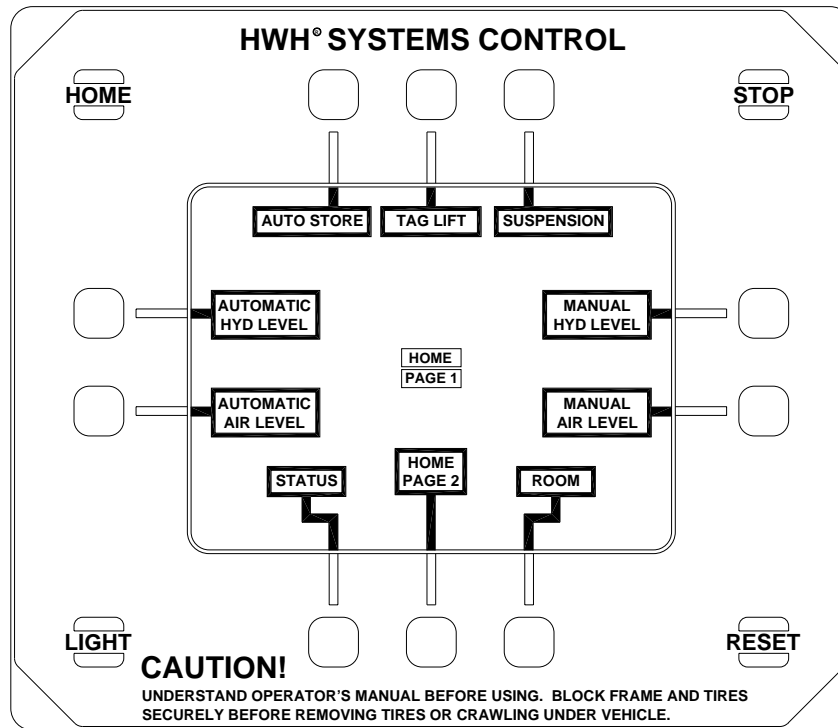 HWH® SYSTEMS CONTROL
HOME
STOP
AUTO STORE
TAG LIFT
SUSPENSION
AUTOMATIC
HYD LEVEL
MANUAL
HYD LEVEL
HOME
PAGE 1
AUTOMATIC
AIR LEVEL
MANUAL
AIR LEVEL
STATUS
HOME
PAGE 2
ROOM
LIGHT
RESET
CAUTION!
UNDERSTAND OPERATOR'S MANUAL BEFORE USING. BLOCK FRAME AND TIRES
SECURELY BEFORE REMOVING TIRES OR CRAWLING UNDER VEHICLE.